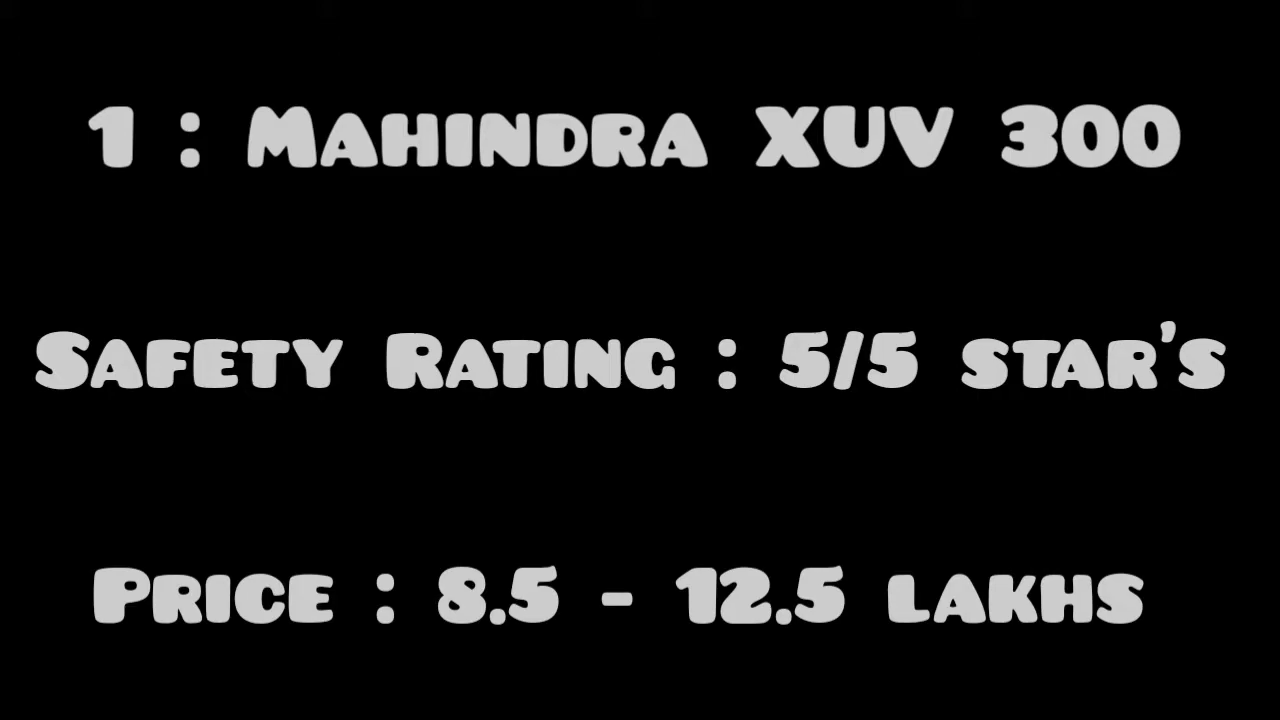 1 : Mahindra XUV 300
Safety Rating : 5/5 star's
Price : 8.5 - 12.5 lakhs